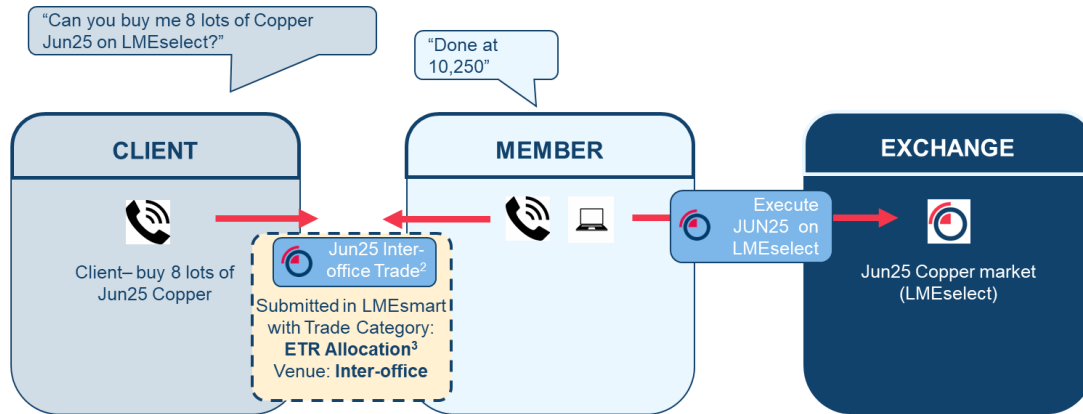 “Can you buy me 8 lots of Copper
Jun25 on LMEselect?”
“Done at
10,250”
CLIENT
MEMBER
EXCHANGE
Client– buy 8 lots of
Jun25 Copper
Jun25 Inter-
office Trade²
Submitted in LMEsmart
with Trade Category:
ETR Allocation³
Venue: Inter-office
Execute
JUN25 on
LMEselect
Jun25 Copper market
(LMEselect)